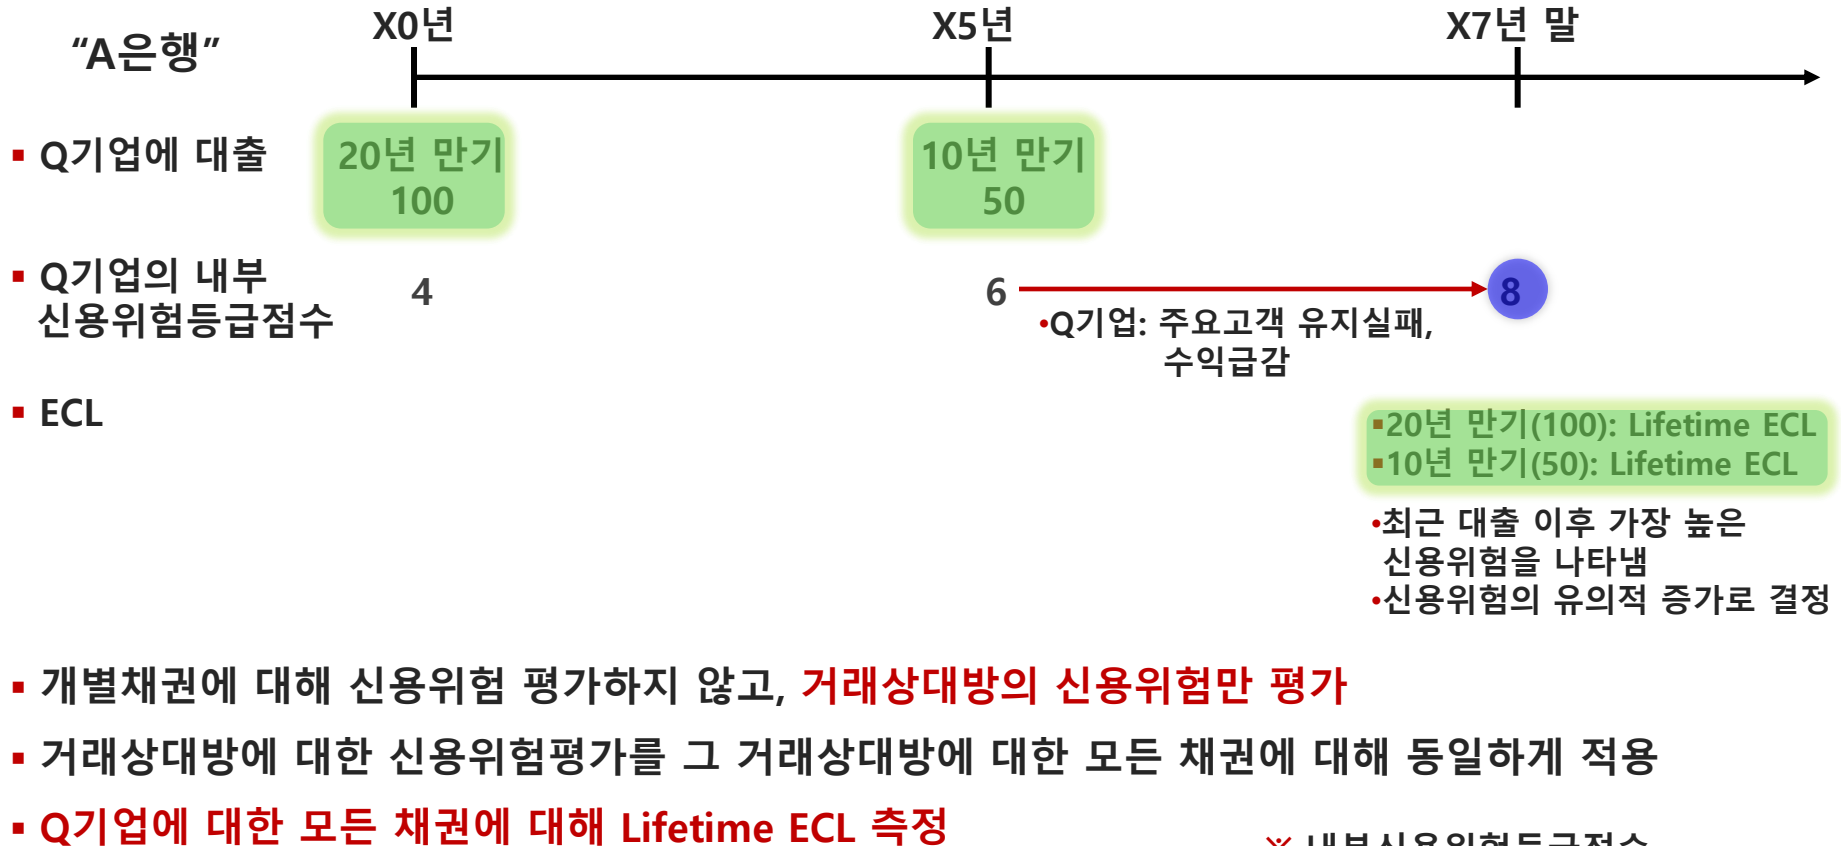 “A은행”
X0년
X5년
X7년 말
▪ Q기업에 대출
20년 만기
100
10년 만기
50
▪ Q기업의 내부
신용위험등급점수
4
6
8
•Q기업: 주요고객 유지실패,
수익급감
▪ ECL
▪20년 만기(100): Lifetime ECL
▪10년 만기(50): Lifetime ECL
•최근 대출 이후 가장 높은
신용위험을 나타냄
•신용위험의 유의적 증가로 결정
▪ 개별채권에 대해 신용위험 평가하지 않고, 거래상대방의 신용위험만 평가
▪ 거래상대방에 대한 신용위험평가를 그 거래상대방에 대한 모든 채권에 대해 동일하게 적용
▪ Q기업에 대한 모든 채권에 대해 Lifetime ECL 측정
※ 내부신용위험등급점수